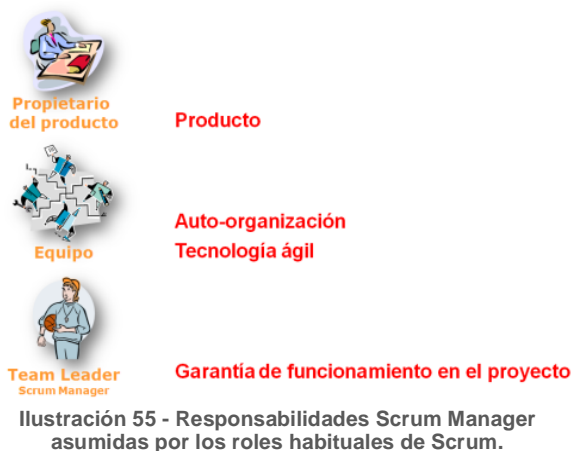 Propietario
del producto
Producto
Auto-organización
Equipo
Tecnología ágil
Team Leader
Scrum Manager
Garantía de funcionamiento en el proyecto
Ilustración 55 - Responsabilidades Scrum Manager
asumidas por los roles habituales de Scrum.